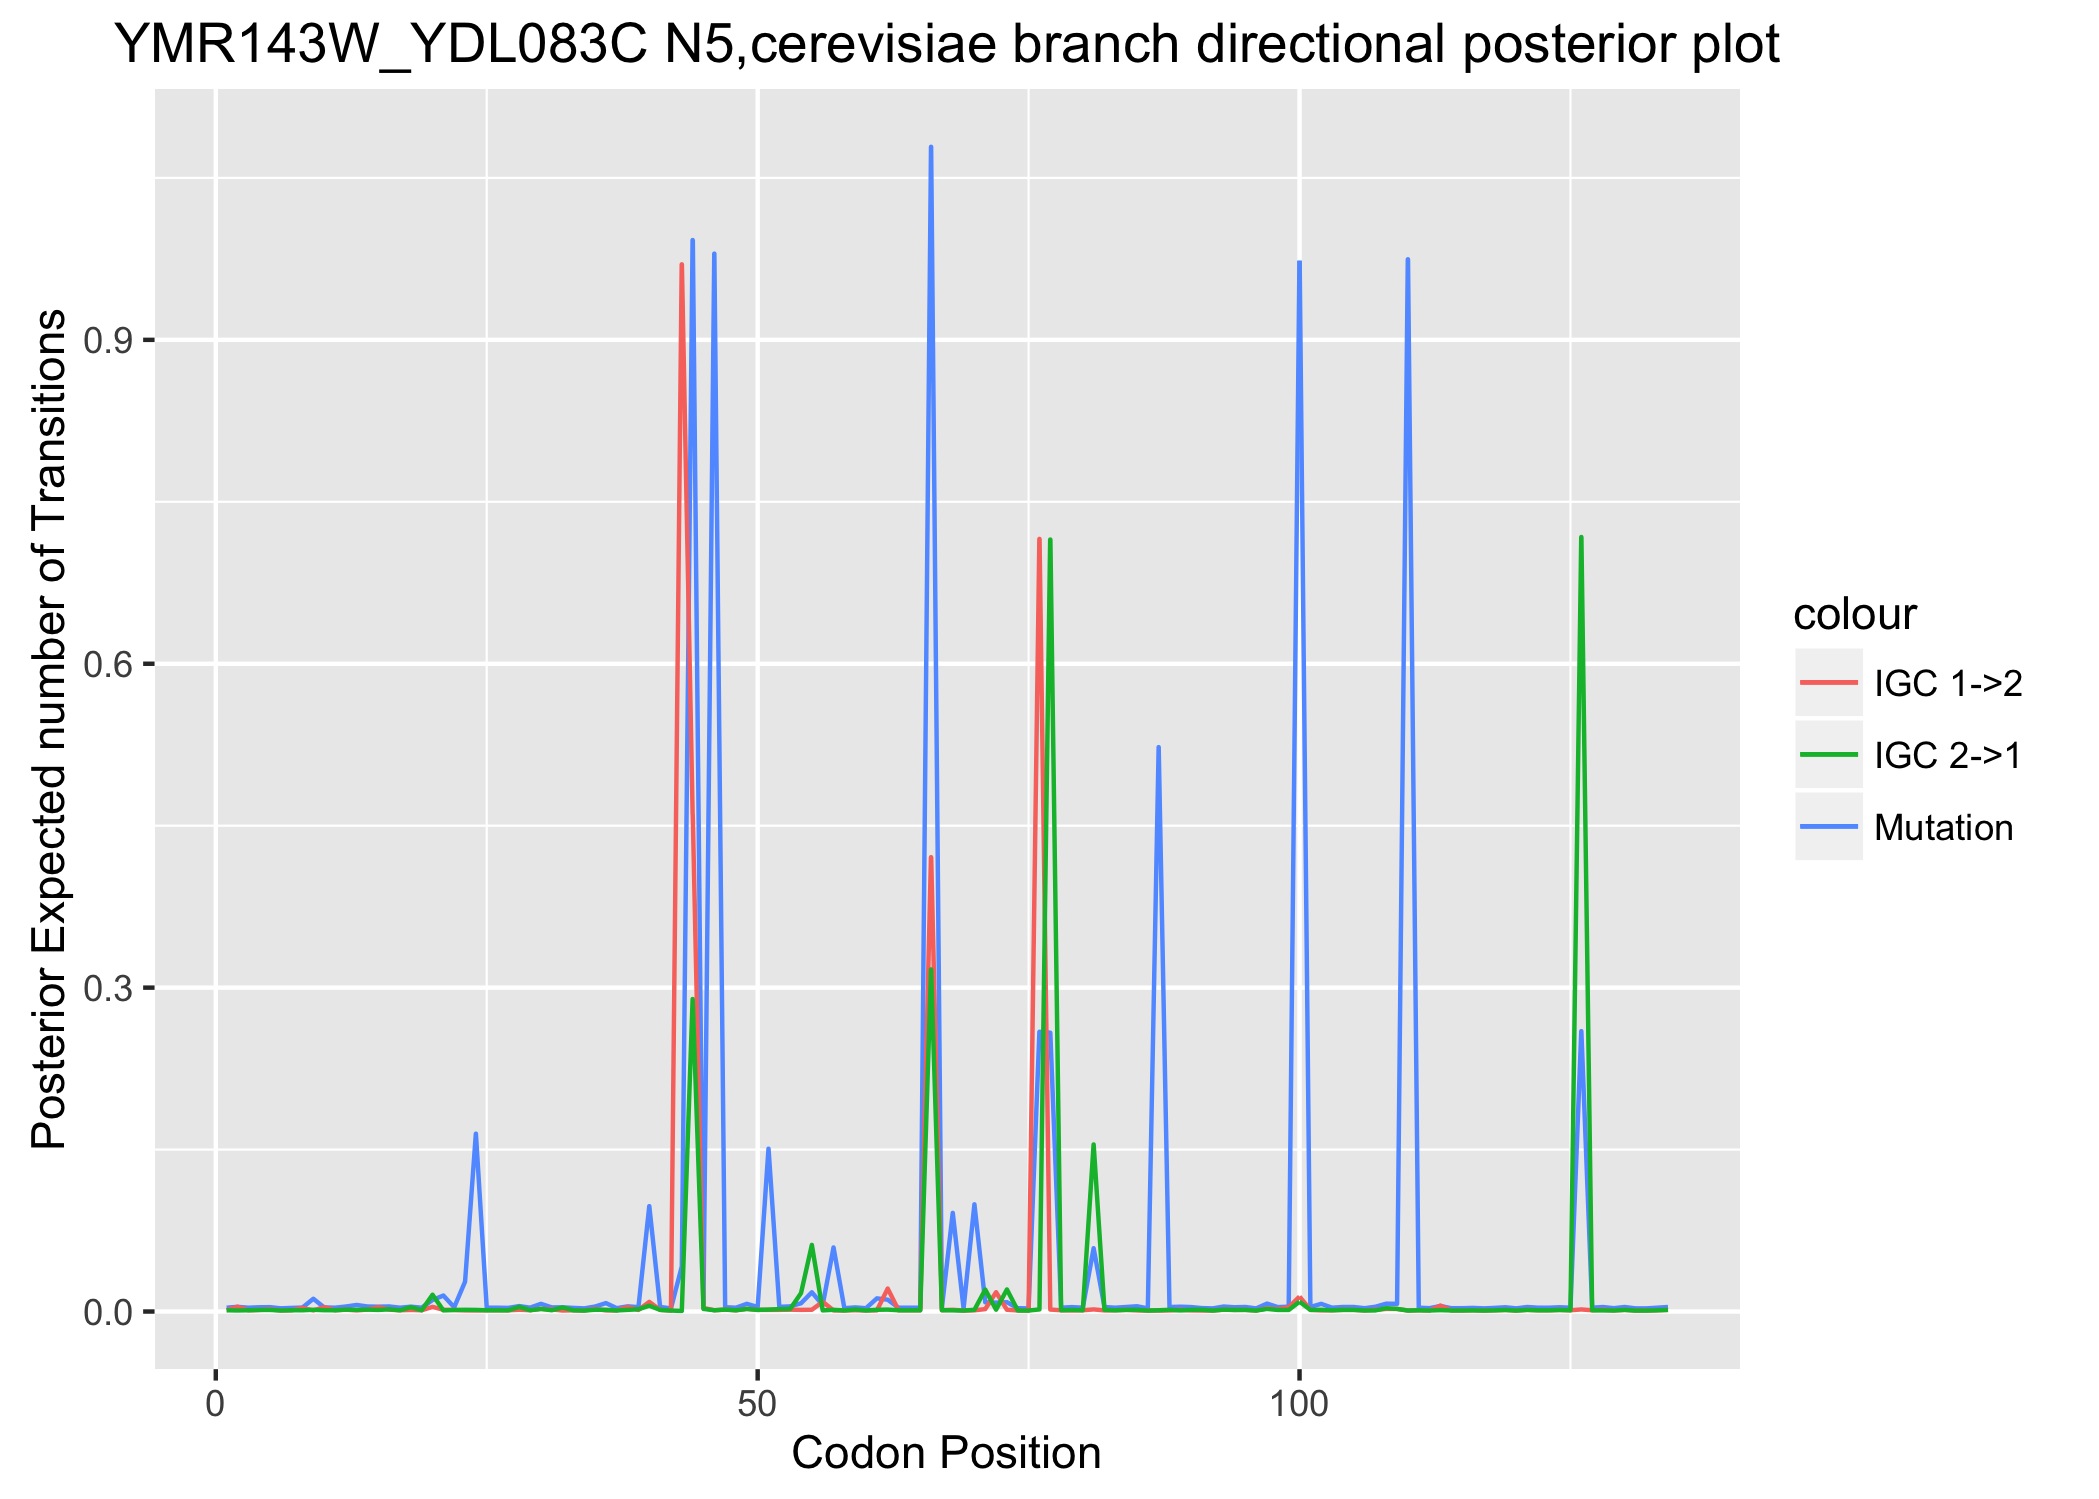 YMR143W_YDL083C N5,cerevisiae branch directional posterior plot
Posterior Expected number of Transitions
0.9
0.6
0.3
0.0
0
50
100
Codon Position
colour
IGC 1->2
IGC 2->1
Mutation